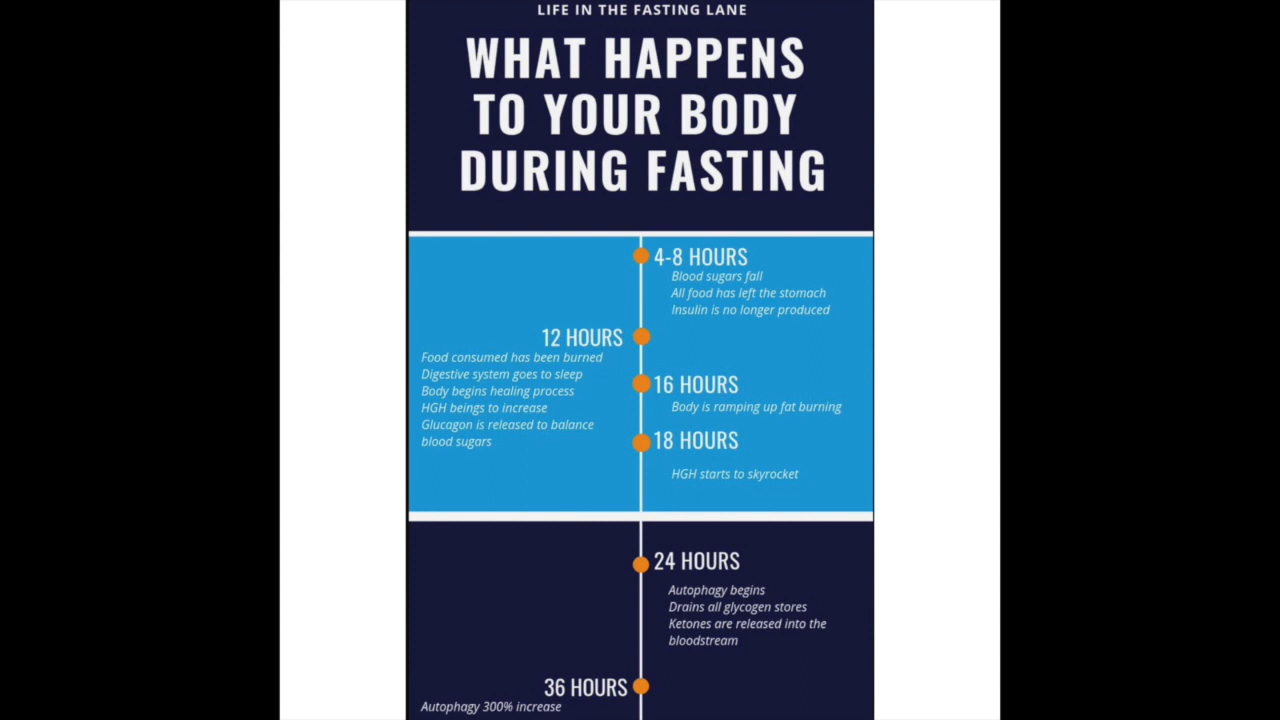 LIFE IN THE FASTING LANE
WHAT HAPPENS
TO YOUR BODY
DURING FASTING
4-8 HOURS
Blood sugars fall
All food has left the stomach
Insulin is no longer produced
12 HOURS
Food consumed has been burned
Digestive system goes to sleep
Body begins healing process
HGH beings to increase
Glucagon is released to balance
blood sugars
16 HOURS
Body is ramping up fat burning
18 HOURS
HGH starts to skyrocket
24 HOURS
Autophagy begins
Drains all glycogen stores
Ketones are released into the
bloodstream
36 HOURS
Autophagy 300% increase